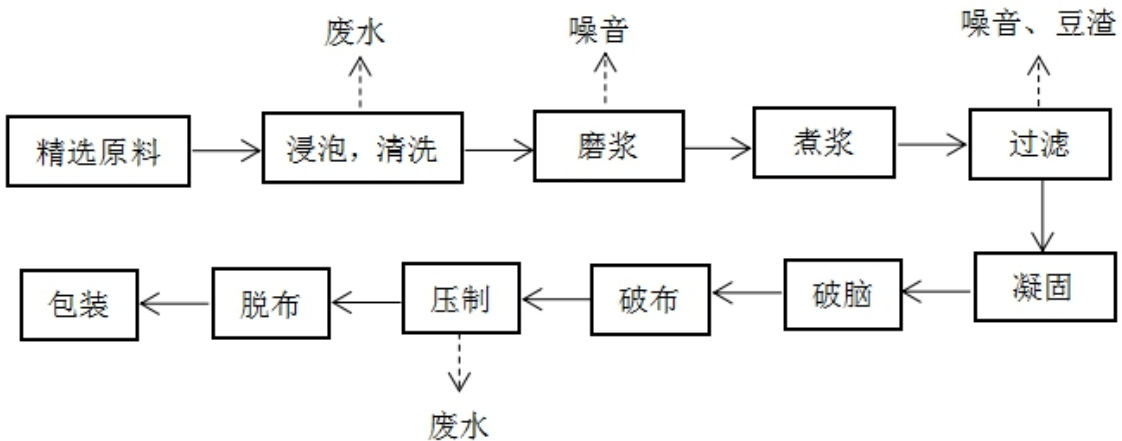 废水
噪音
噪音、豆渣
精选原料
浸泡，清洗
磨浆
煮浆
过滤
包装
脱布
压制
破布
破脑
凝固
废水